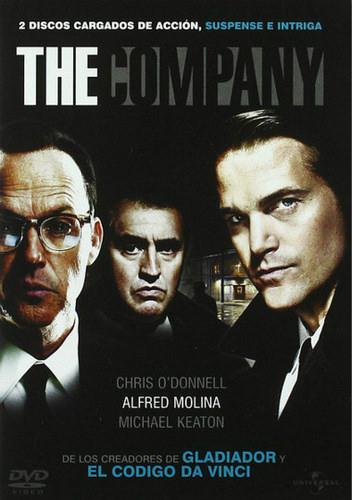 2 DISCOS CARGADOS DE ACCIÓN, SUSPENSE E INTRIGA
THE COMPANY
CHRIS O'DONNELL
ALFRED MOLINA
MICHAEL KEATON
DE LOS CREADORES DE GLADIADOR Y
EL CODIGO DA VINCI
DVD
VIDEO
UNIVERSAL